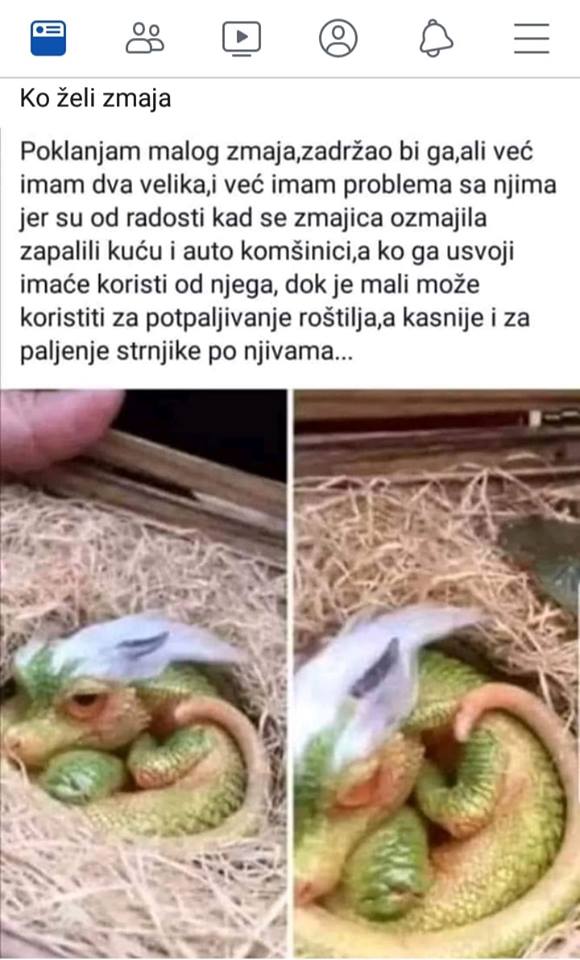 Ko želi zmaja
Poklanjam malog zmaja,zadržao bi ga,ali već
imam dva velika,i već imam problema sa njima
jer su od radosti kad se zmajica ozmajila
zapalili kuću i auto komšinici,a ko ga usvoji
imaće koristi od njega, dok je mali može
koristiti za potpaljivanje roštilja,a kasnije i za
paljenje strnjike po njivama...